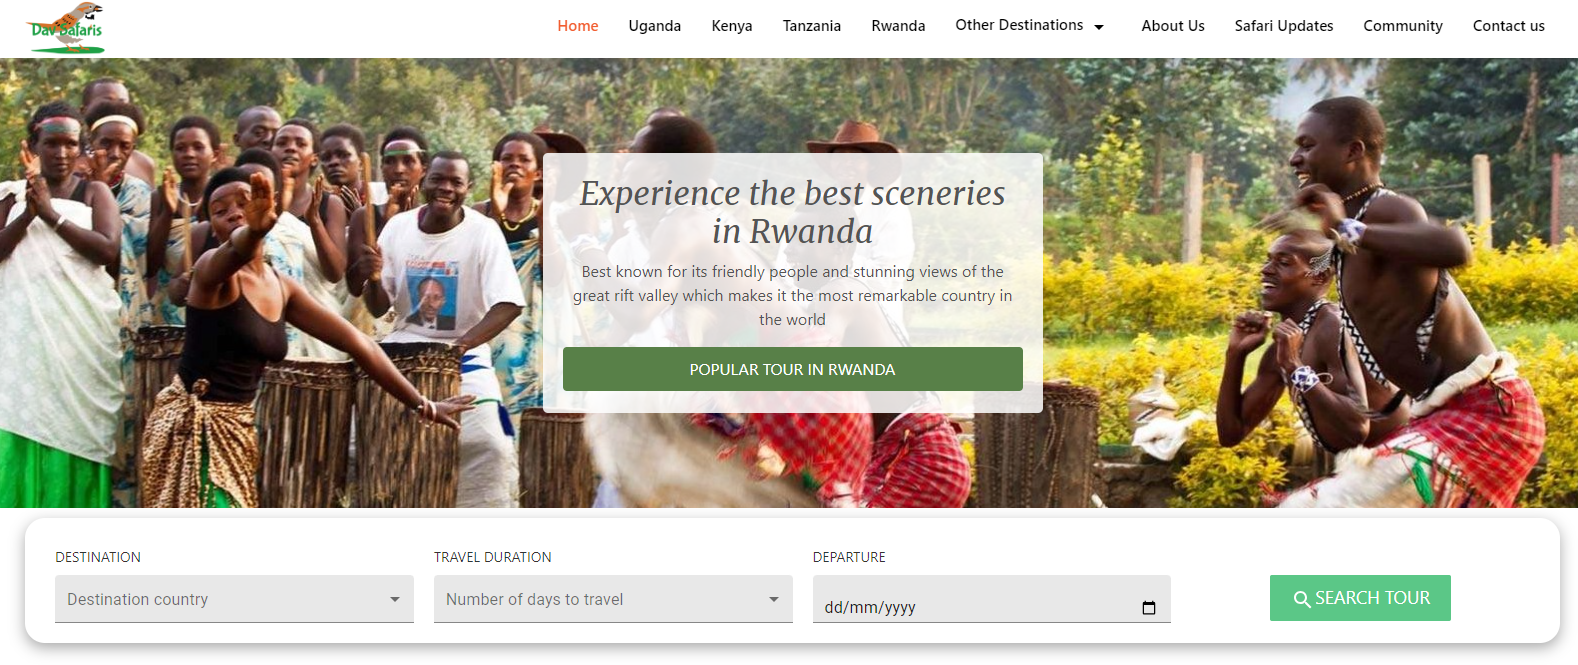 Dav Safaris
Home Uganda Kenya Tanzania Rwanda Other Destinations About Us Safari Updates Community Contact us
Experience the best sceneries
in Rwanda
Best known for its friendly people and stunning views of the
great rift valley which makes it the most remarkable country in
the world
POPULAR TOUR IN RWANDA
DESTINATION TRAVEL DURATION DEPARTURE
Destination country Number of days to travel dd/mm/yyyy SEARCH TOUR